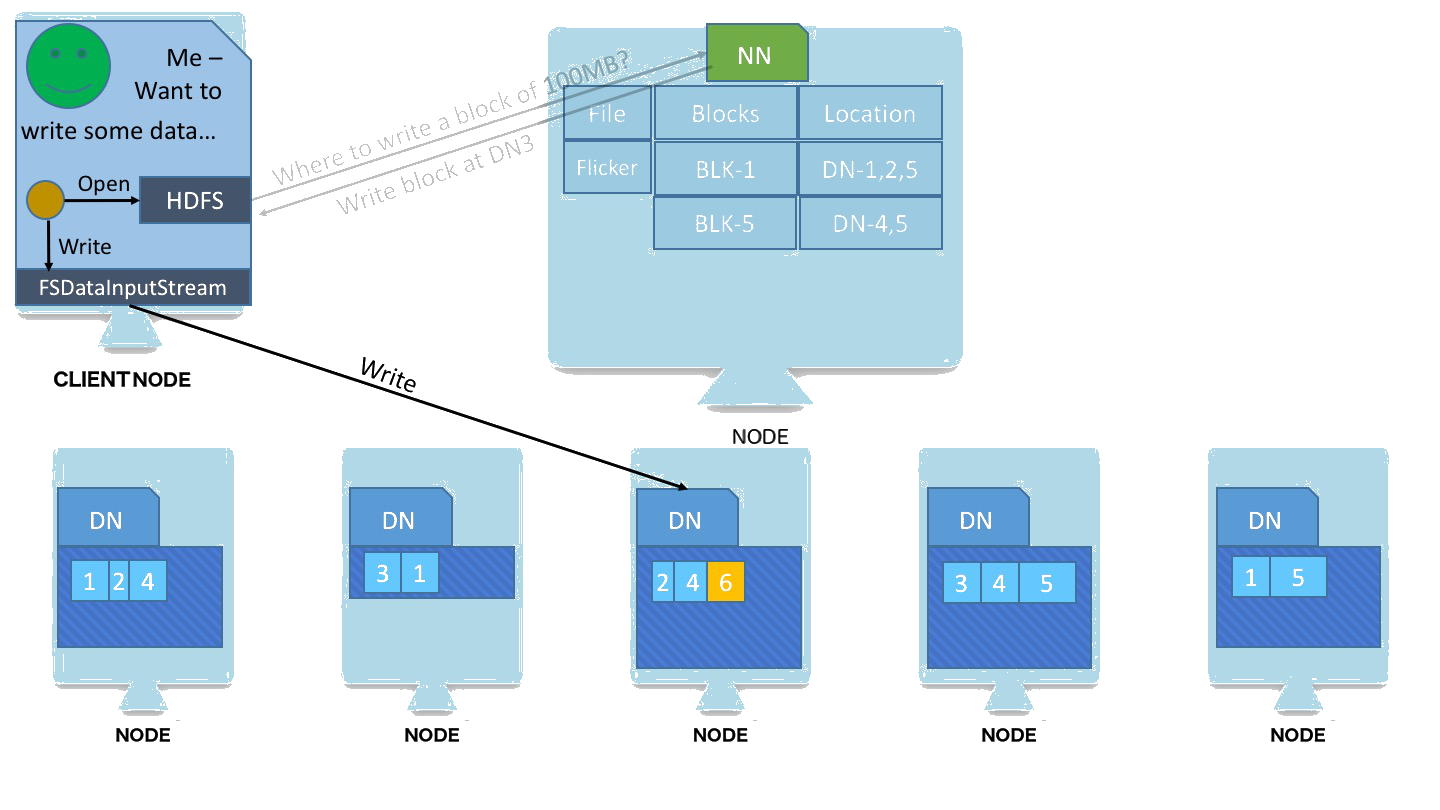 Me –
Want to
write some data...
Open
HDFS
Write
FSDataInputStream
CLIENT NODE
Where to write a block of 100MB?
Write block at DN3
NN
File Blocks Location
Flicker BLK-1 DN-1,2,5
BLK-5 DN-4,5
NODE
Write
DN DN DN DN DN
1 2 4 3 1 2 4 6 3 4 5 1 5
NODE NODE NODE NODE NODE